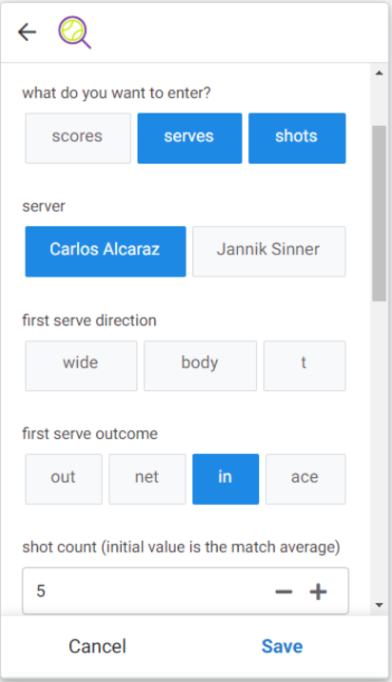 what do you want to enter?
scores serves shots
server
Carlos Alcaraz Jannik Sinner
first serve direction
wide body t
first serve outcome
out net in ace
shot count (initial value is the match average)
5
Cancel Save